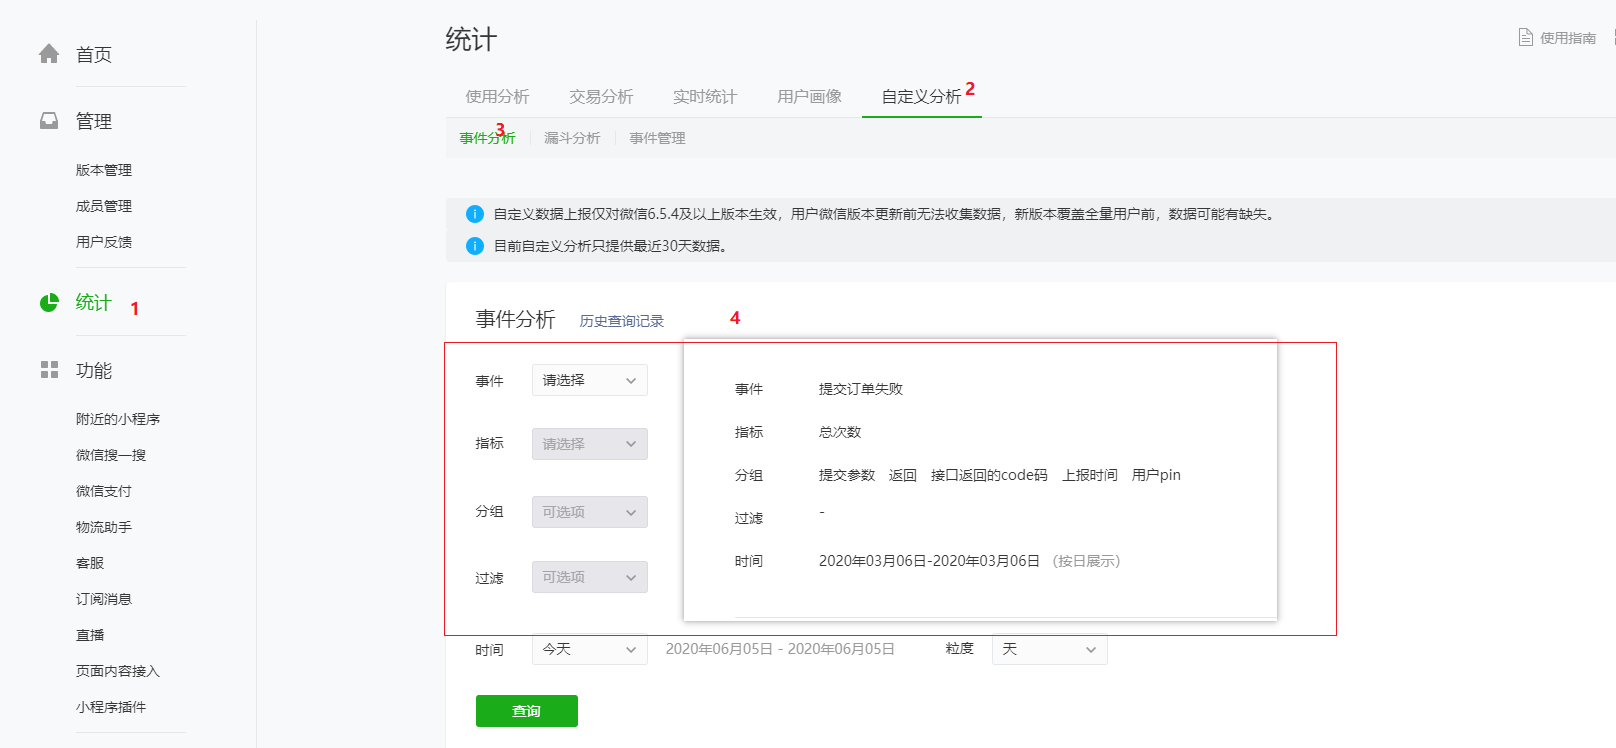 首页
管理
版本管理
成员管理
用户反馈
统计 1
功能
附近的小程序
微信搜一搜
微信支付
物流助手
客服
订阅消息
直播
页面内容接入
小程序插件
统计
使用指南
使用分析 交易分析 实时统计 用户画像 自定义分析 2
3
事件分析 漏斗分析 事件管理
自定义数据上报仅对微信6.5.4及以上版本生效，用户微信版本更新前无法收集数据，新版本覆盖全量用户前，数据可能有缺失。
目前自定义分析只提供最近30天数据。
事件分析 历史查询记录 4
事件 请选择
指标 请选择
分组 可选项
过滤 可选项
事件 提交订单失败
指标 总次数
分组 提交参数 返回 接口返回的code码 上报时间 用户pin
过滤 -
时间 2020年03月06日-2020年03月06日 （按日展示）
时间 今天 2020年06月05日 - 2020年06月05日 粒度 天
查询